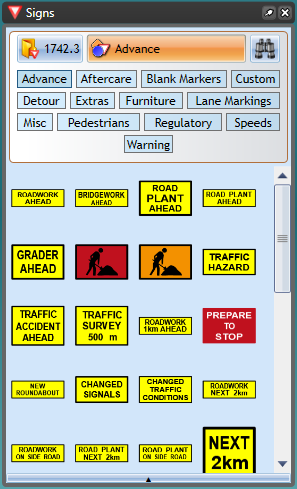 Signs
1742.3
Advance
Advance
Aftercare
Blank Markers
Custom
Detour
Extras
Furniture
Lane Markings
Misc
Pedestrians
Regulatory
Speeds
Warning
ROADWORK
AHEAD
BRIDGEWORK
AHEAD
ROAD
PLANT
AHEAD
ROAD PLANT
AHEAD
GRADER
AHEAD
TRAFFIC
HAZARD
TRAFFIC
ACCIDENT
AHEAD
TRAFFIC
SURVEY
500 m
ROADWORK
1km AHEAD
PREPARE
TO
STOP
NEW
ROUNDABOUT
CHANGED
SIGNALS
CHANGED
TRAFFIC
CONDITIONS
ROADWORK
NEXT 2km
ROADWORK
ON SIDE ROAD
ROAD PLANT
NEXT 2km
ROAD PLANT
ON SIDE ROAD
NEXT
2km